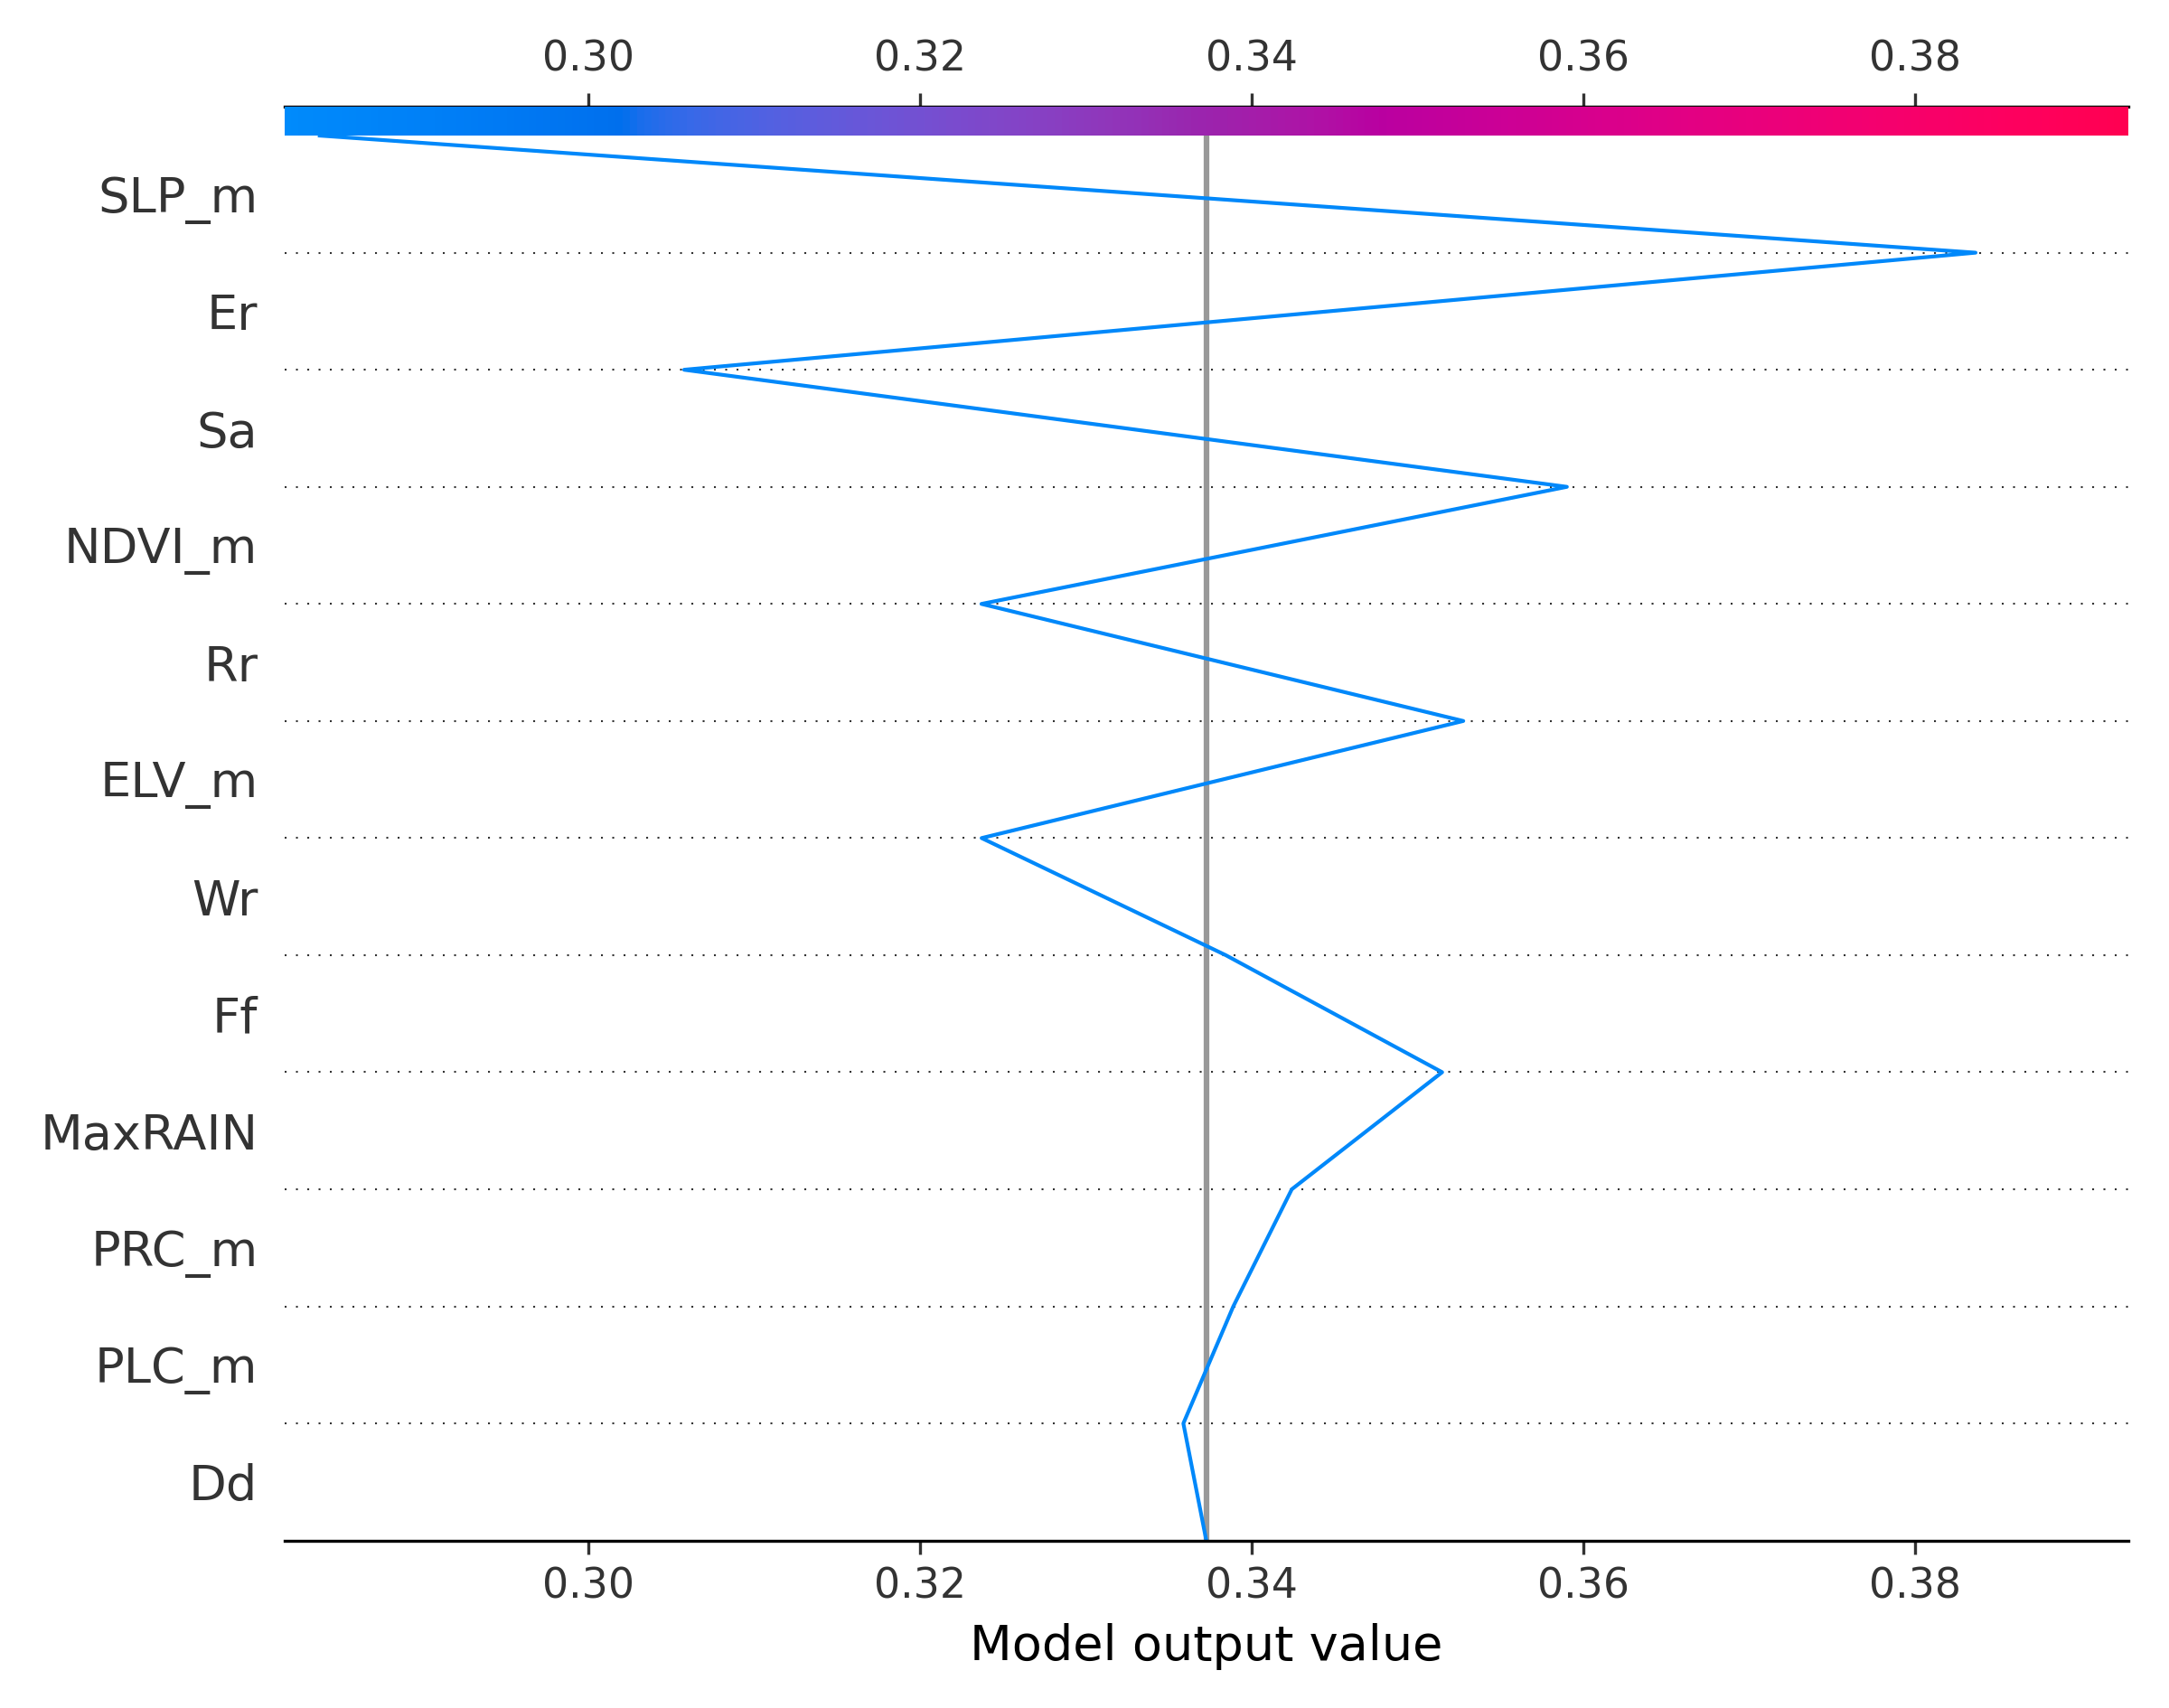 0.30 0.32 0.34 0.36 0.38
SLP_m
Er
Sa
NDVI_m
Rr
ELV_m
Wr
Ff
MaxRAIN
PRC_m
PLC_m
Dd
0.30 0.32 0.34 0.36 0.38
Model output value